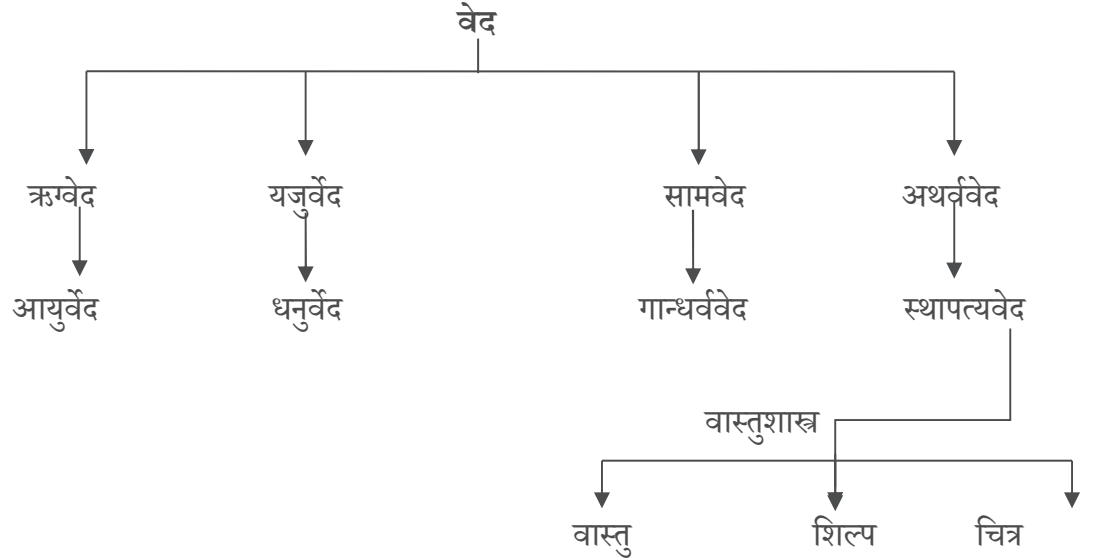 वेद
ऋग्वेद यजुर्वेद सामवेद अथर्ववेद
आयुर्वेद धनुर्वेद गान्धर्ववेद स्थापत्यवेद
वास्तुशास्त्र
वास्तु शिल्प चित्र